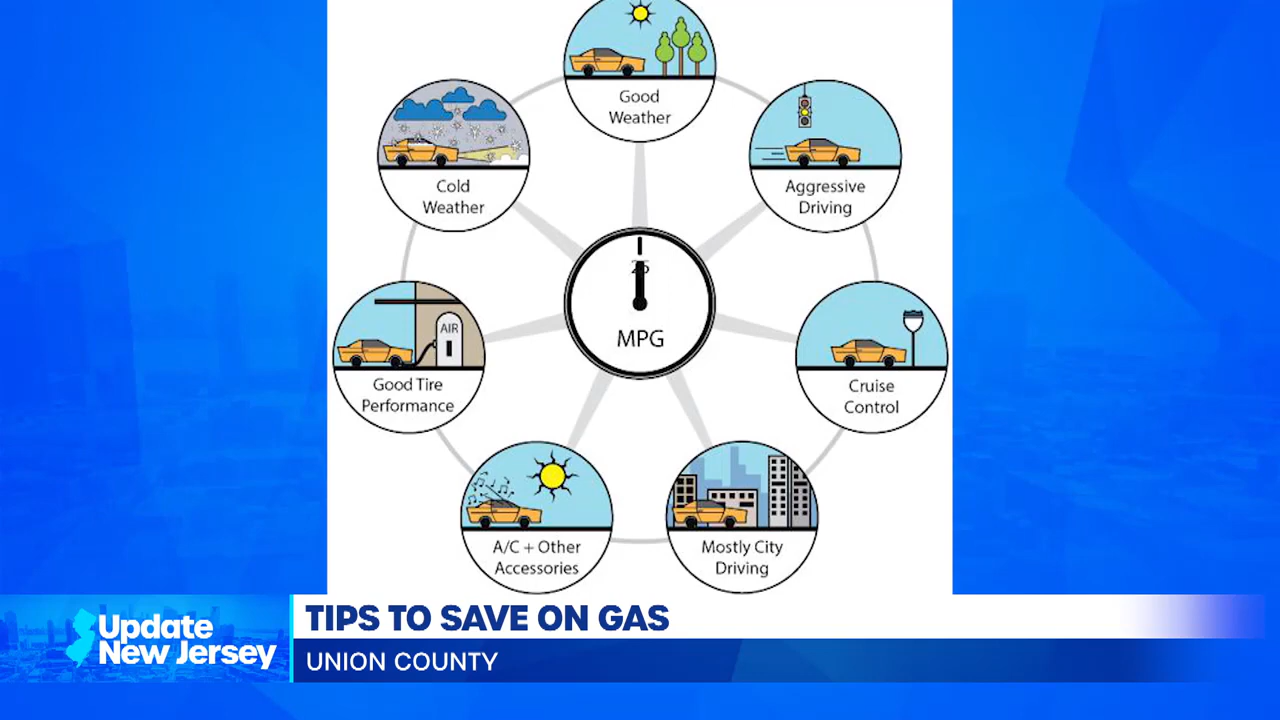 Good
Weather
Aggressive
Driving
Cruise
Control
Mostly City
Driving
A/C + Other
Accessories
AIR
Good Tire
Performance
Cold
Weather
25
MPG
Update
New Jersey
TIPS TO SAVE ON GAS
UNION COUNTY